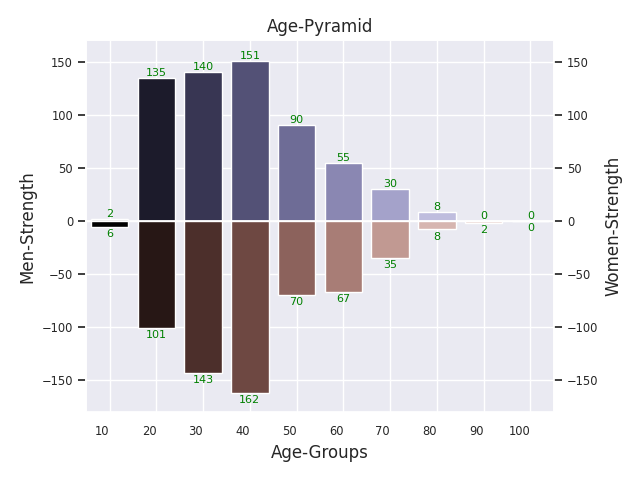 Age-Pyramid
Men-Strength
Women-Strength
150 100 50 0 −50 −100 −150
150 100 50 0 −50 −100 −150
2 135 140 151 90 55 30 8 0 0
6 101 143 162 70 67 35 8 2 0
10 20 30 40 50 60 70 80 90 100
Age-Groups